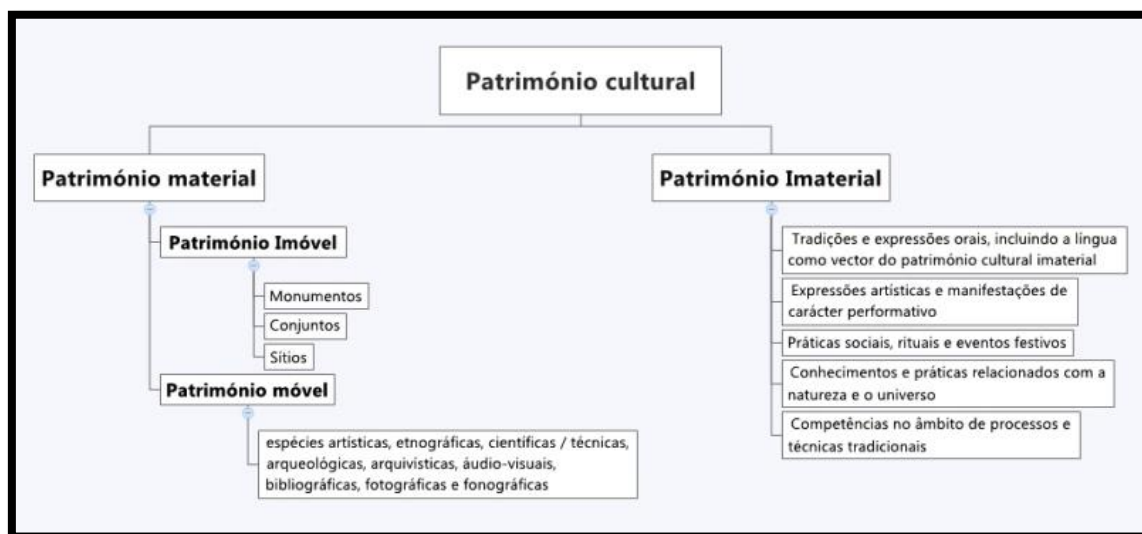 Património cultural
Património material
Património Imóvel
Monumentos
Conjuntos
Sítios
Património móvel
espécies artísticas, etnográficas, científicas / técnicas,
arqueológicas, arquivísticas, áudio-visuais,
bibliográficas, fotográficas e fonográficas
Património Imaterial
Tradições e expressões orais, incluindo a língua
como vector do património cultural imaterial
Expressões artísticas e manifestações de
carácter performativo
Práticas sociais, rituais e eventos festivos
Conhecimentos e práticas relacionados com a
natureza e o universo
Competências no âmbito de processos e
técnicas tradicionais